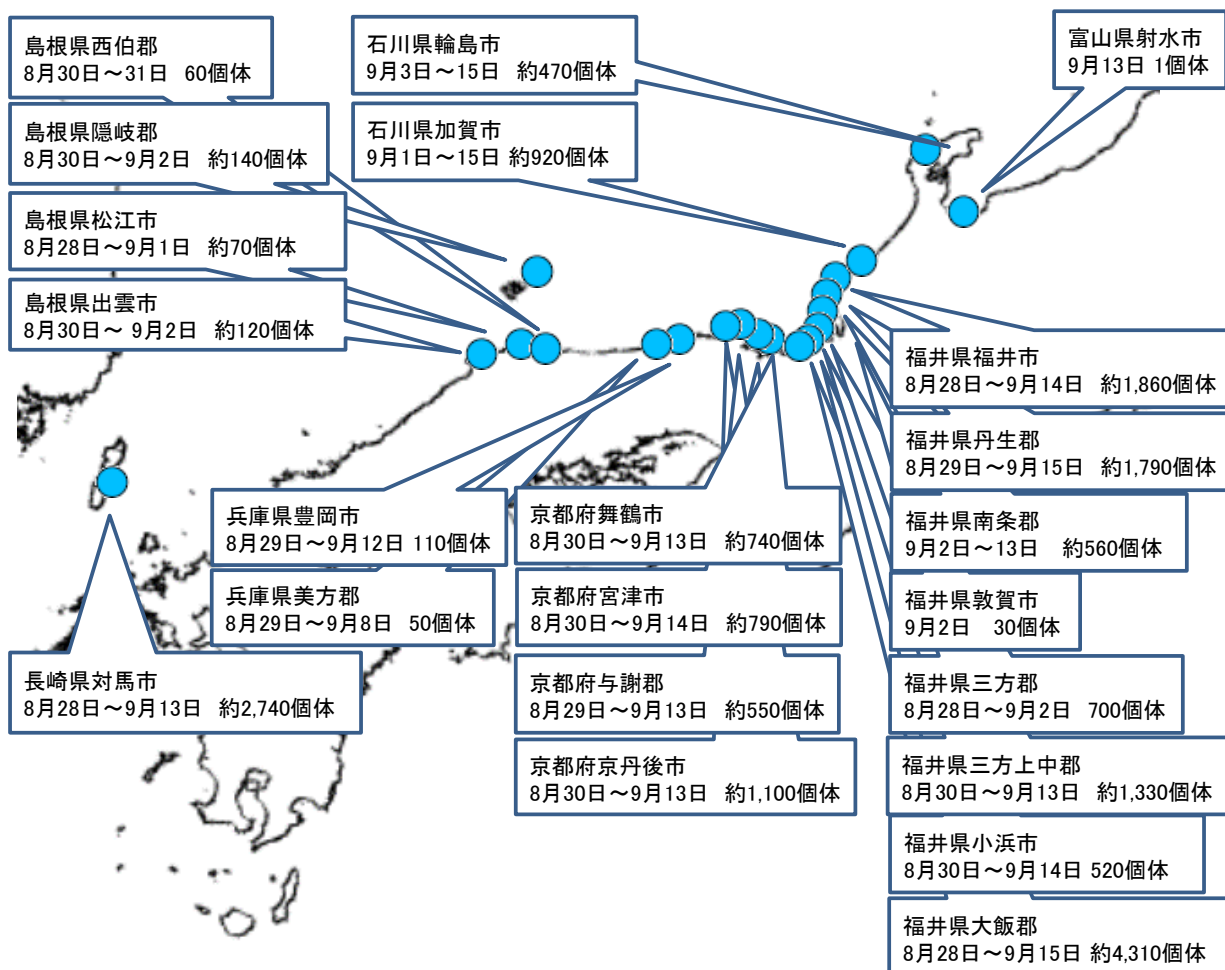 島根県西伯郡
8月30日～31日 60個体
島根県隠岐郡
8月30日～9月2日 約140個体
島根県松江市
8月28日～9月1日 約70個体
島根県出雲市
8月30日～ 9月2日 約120個体
石川県輪島市
9月3日～15日 約470個体
石川県加賀市
9月1日～15日 約920個体
富山県射水市
9月13日 1個体
長崎県対馬市
8月28日～9月13日 約2,740個体
兵庫県豊岡市
8月29日～9月12日 110個体
兵庫県美方郡
8月29日～9月8日 50個体
京都府舞鶴市
8月30日～9月13日 約740個体
京都府宮津市
8月30日～9月14日 約790個体
京都府与謝郡
8月29日～9月13日 約550個体
京都府京丹後市
8月30日～9月13日 約1,100個体
福井県福井市
8月28日～9月14日 約1,860個体
福井県丹生郡
8月29日～9月15日 約1,790個体
福井県南条郡
9月2日～13日 約560個体
福井県敦賀市
9月2日 30個体
福井県三方郡
8月28日～9月2日 700個体
福井県三方上中郡
8月30日～9月13日 約1,330個体
福井県小浜市
8月30日～9月14日 520個体
福井県大飯郡
8月28日～9月15日 約4,310個体